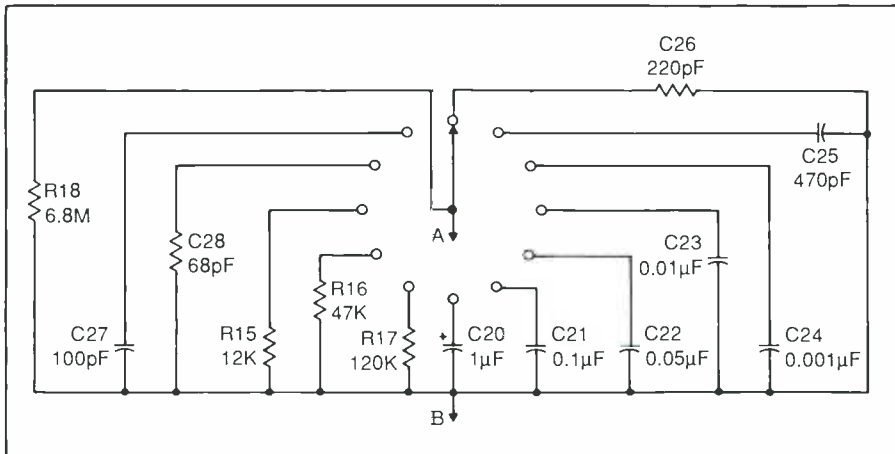 C26
220pF
C25
470pF
R18
6.8M
A
C28
68pF
C23
0.01µF
R16
47K
C27
100pF
R15
12K
R17
120K
+
C20
1µF
C21
0.1µF
C22
0.05µF
C24
0.001µF
B